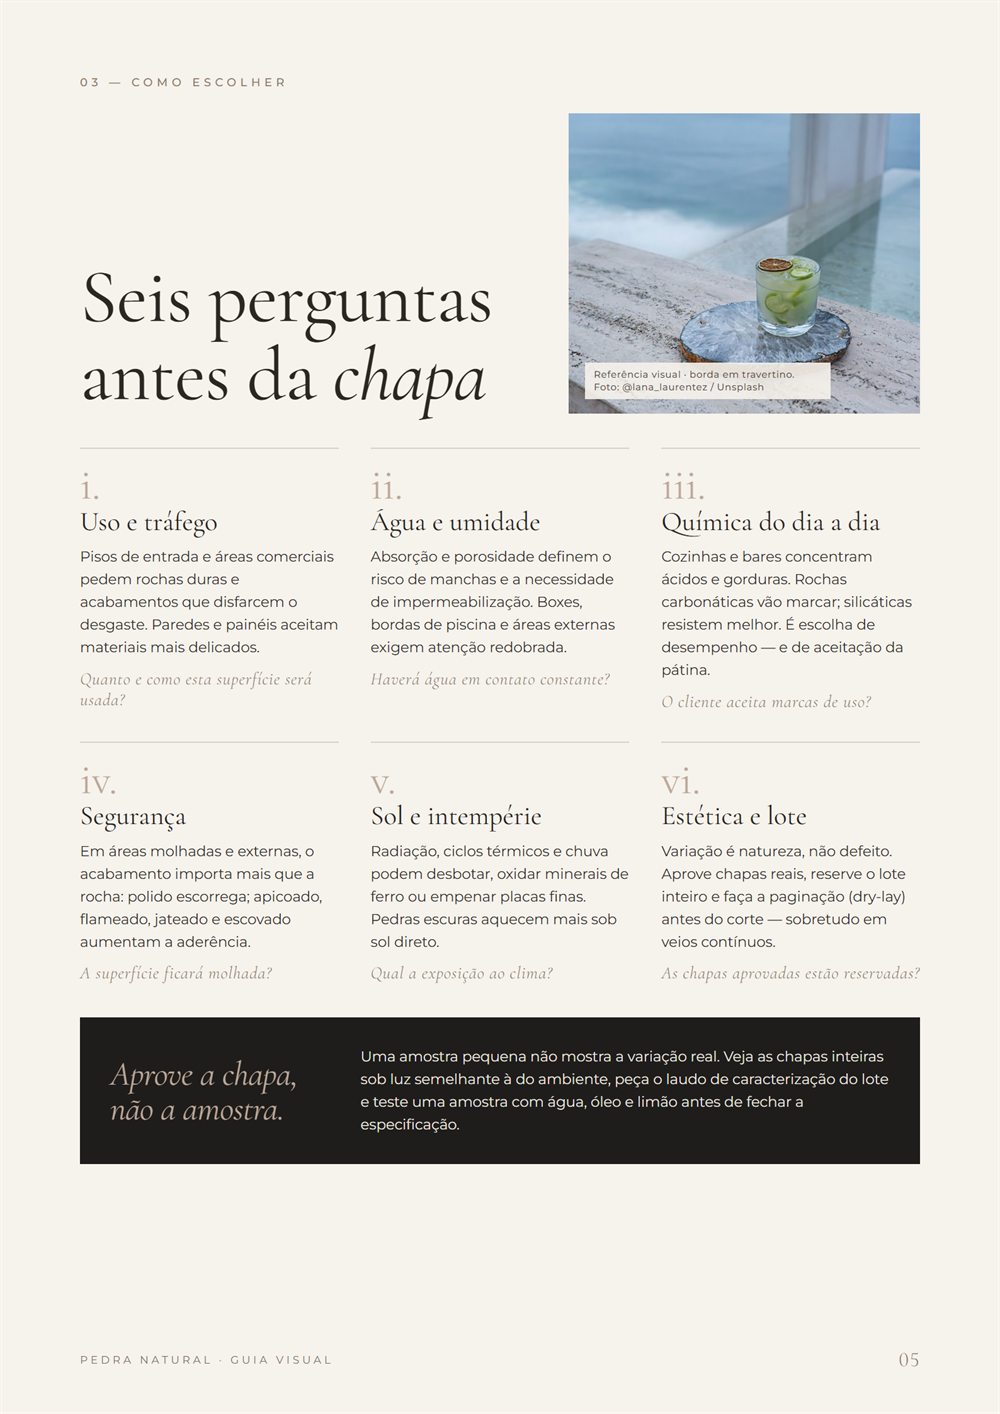 03 — COMO ESCOLHER
Seis perguntas
antes da chapa
Referência visual · borda em travertino.
Foto: @lana_laurentez / Unsplash
i.
Uso e tráfego
Pisos de entrada e áreas comerciais
pedem rochas duras e
acabamentos que disfarcem o
desgaste. Paredes e painéis aceitam
materiais mais delicados.
Quanto e como esta superfície será
usada?
ii.
Água e umidade
Absorção e porosidade definem o
risco de manchas e a necessidade
de impermeabilização. Boxes,
bordas de piscina e áreas externas
exigem atenção redobrada.
Haverá água em contato constante?
iii.
Química do dia a dia
Cozinhas e bares concentram
ácidos e gorduras. Rochas
carbonáticas vão marcar; silicáticas
resistem melhor. É escolha de
desempenho — e de aceitação da
pátina.
O cliente aceita marcas de uso?
iv.
Segurança
Em áreas molhadas e externas, o
acabamento importa mais que a
rocha: polido escorrega; apicoado,
flameado, jateado e escovado
aumentam a aderência.
A superfície ficará molhada?
v.
Sol e intempérie
Radiação, ciclos térmicos e chuva
podem desbotar, oxidar minerais de
ferro ou empenar placas finas.
Pedras escuras aquecem mais sob
sol direto.
Qual a exposição ao clima?
vi.
Estética e lote
Variação é natureza, não defeito.
Aprove chapas reais, reserve o lote
inteiro e faça a paginação (dry-lay)
antes do corte — sobretudo em
veios contínuos.
As chapas aprovadas estão reservadas?
Aprove a chapa,
não a amostra.
Uma amostra pequena não mostra a variação real. Veja as chapas inteiras
sob luz semelhante à do ambiente, peça o laudo de caracterização do lote
e teste uma amostra com água, óleo e limão antes de fechar a
especificação.
PEDRA NATURAL · GUIA VISUAL
05